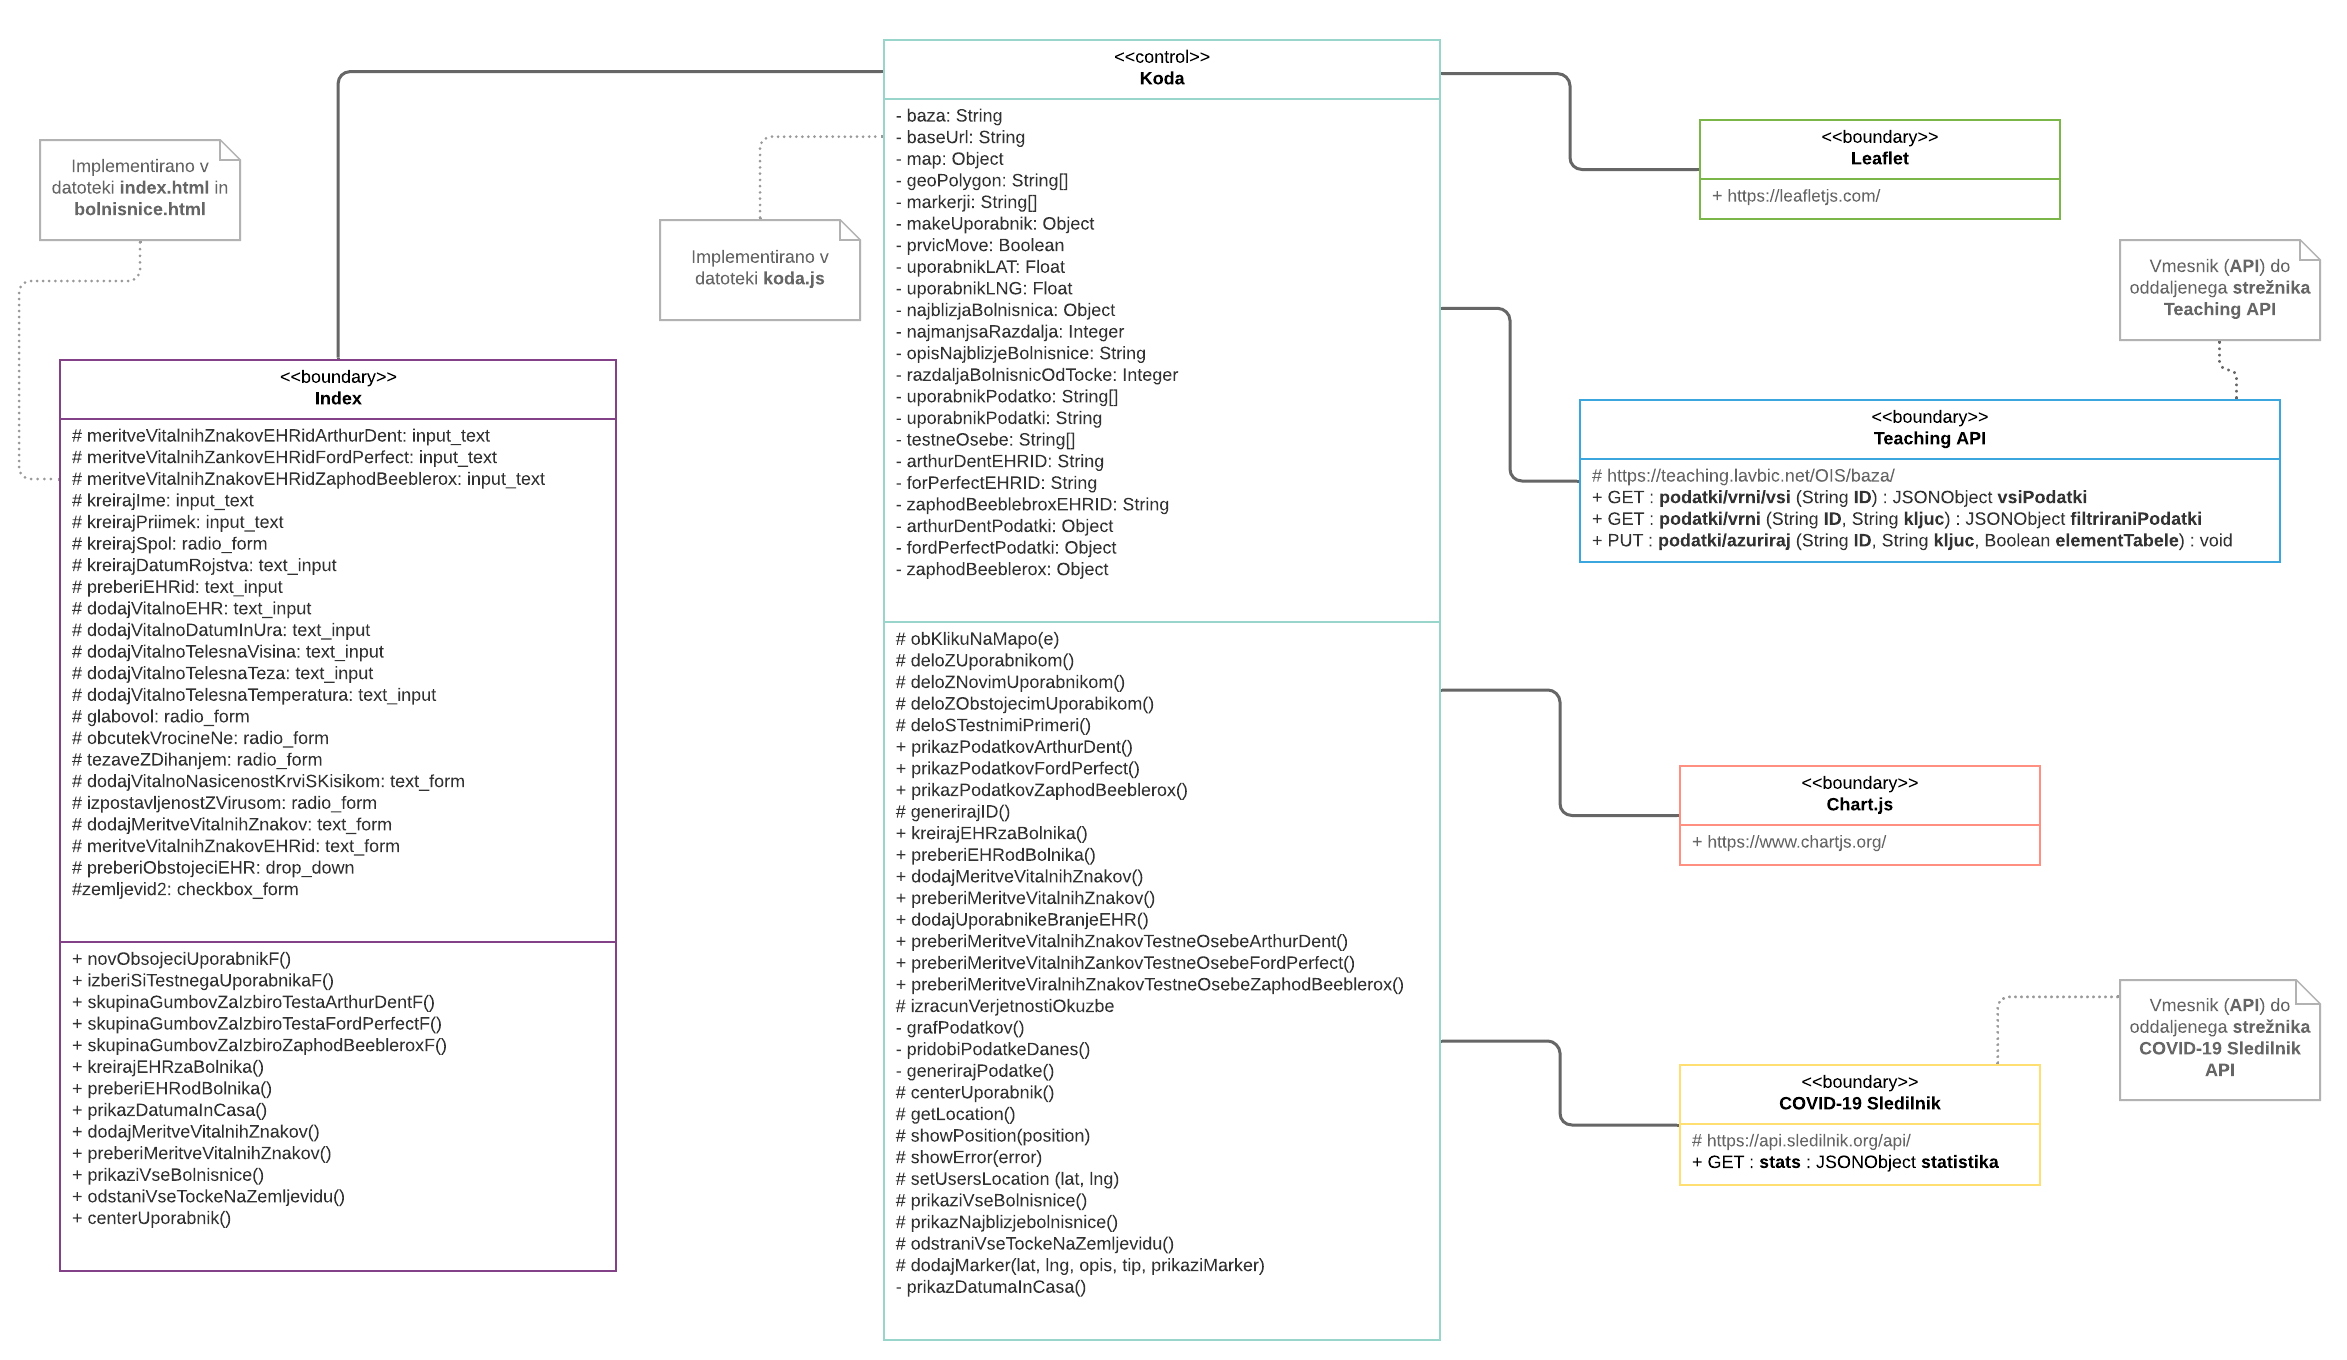 <<control>>
Koda
- baza: String
- baseUrl: String
- map: Object
- geoPolygon: String[]
- markerji: String[]
- makeUporabnik: Object
- prvicMove: Boolean
- uporabnikLAT: Float
- uporabnikLNG: Float
- najblizjaBolnisnica: Object
- najmanjsaRazdalja: Integer
- opisNajblizjeBolnisnice: String
- razdaljaBolnisnicOdTocke: Integer
- uporabnikPodatko: String[]
- uporabnikPodatki: String
- testneOsebe: String[]
- arthurDentEHRID: String
- forPerfectEHRID: String
- zaphodBeeblebroxEHRID: String
- arthurDentPodatki: Object
- fordPerfectPodatki: Object
- zaphodBeeblerox: Object
# obKlikuNaMapo(e)
# deloZUporabnikom()
# deloZNovimUporabnikom()
# deloZObstojecimUporabikom()
# deloSTestnimiPrimeri()
+ prikazPodatkovArthurDent()
+ prikazPodatkovFordPerfect()
+ prikazPodatkovZaphodBeeblerox()
# generirajID()
+ kreirajEHRzaBolnika()
+ preberiEHRodBolnika()
+ dodajMeritveVitalnihZnakov()
+ preberiMeritveVitalnihZnakov()
+ dodajUporabnikeBranjeEHR()
+ preberiMeritveVitalnihZnakovTestneOsebeArthurDent()
+ preberiMeritveVitalnihZankovTestneOsebeFordPerfect()
+ preberiMeritveViralnihZnakovTestneOsebeZaphodBeeblerox()
# izracunVerjetnostiOkuzbe
- grafPodatkov()
- pridobiPodatkeDanes()
- generirajPodatke()
# centerUporabnik()
# getLocation()
# showPosition(position)
# showError(error)
# setUsersLocation (lat, lng)
# prikaziVseBolnisnice()
# prikazNajblizjebolnisnice()
# odstraniVseTockeNaZemljevidu()
# dodajMarker(lat, lng, opis, tip, prikaziMarker)
- prikazDatumaInCasa()
Implementirano v
datoteki index.html in
bolnisnice.html
Implementirano v
datoteki koda.js
<<boundary>>
Index
# meritveVitalnihZnakovEHRidArthurDent: input_text
# meritveVitalnihZankovEHRidFordPerfect: input_text
# meritveVitalnihZnakovEHRidZaphodBeeblerox: input_text
# kreirajIme: input_text
# kreirajPriimek: input_text
# kreirajSpol: radio_form
# kreirajDatumRojstva: text_input
# preberiEHRid: text_input
# dodajVitalnoEHR: text_input
# dodajVitalnoDatumInUra: text_input
# dodajVitalnoTelesnaVisina: text_input
# dodajVitalnoTelesnaTeza: text_input
# dodajVitalnoTelesnaTemperatura: text_input
# glabovol: radio_form
# obcutekVrocineNe: radio_form
# tezaveZDihanjem: radio_form
# dodajVitalnoNasicenostKrviSKisikom: text_form
# izpostavljenostZVirusom: radio_form
# dodajMeritveVitalnihZnakov: text_form
# meritveVitalnihZnakovEHRid: text_form
# preberiObstojeciEHR: drop_down
#zemljevid2: checkbox_form
+ novObsojeciUporabnikF()
+ izberiSiTestnegaUporabnikaF()
+ skupinaGumbovZaIzbiroTestaArthurDentF()
+ skupinaGumbovZaIzbiroTestaFordPerfectF()
+ skupinaGumbovZaIzbiroZaphodBeebleroxF()
+ kreirajEHRzaBolnika()
+ preberiEHRodBolnika()
+ prikazDatumaInCasa()
+ dodajMeritveVitalnihZnakov()
+ preberiMeritveVitalnihZnakov()
+ prikaziVseBolnisnice()
+ odstaniVseTockeNaZemljevidu()
+ centerUporabnik()
<<boundary>>
Leaflet
+ https://leafletjs.com/
Vmesnik (API) do
oddaljenega strežnika
Teaching API
<<boundary>>
Teaching API
# https://teaching.lavbic.net/OIS/baza/
+ GET : podatki/vrni/vsi (String ID) : JSONObject vsiPodatki
+ GET : podatki/vrni (String ID, String kljuc) : JSONObject filtriraniPodatki
+ PUT : podatki/azuriraj (String ID, String kljuc, Boolean elementTabele) : void
<<boundary>>
Chart.js
+ https://www.chartjs.org/
Vmesnik (API) do
oddaljenega strežnika
COVID-19 Sledilnik
API
<<boundary>>
COVID-19 Sledilnik
# https://api.sledilnik.org/api/
+ GET : stats : JSONObject statistika